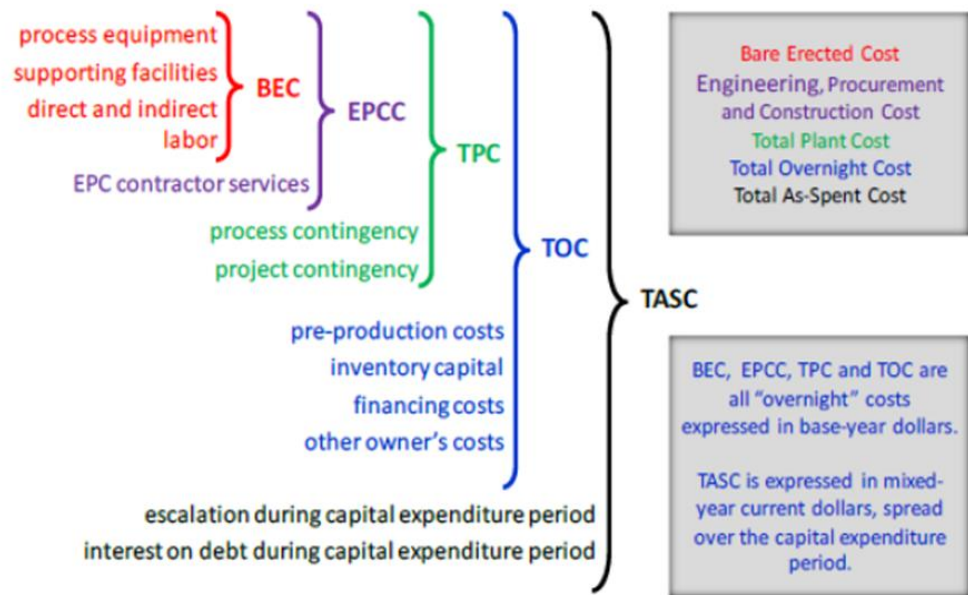 process equipment
supporting facilities
direct and indirect
labor
BEC
EPC contractor services
EPCC
process contingency
project contingency
TPC
pre-production costs
inventory capital
financing costs
other owner's costs
TOC
escalation during capital expenditure period
interest on debt during capital expenditure period
TASC
Bare Erected Cost
Engineering, Procurement
and Construction Cost
Total Plant Cost
Total Overnight Cost
Total As-Spent Cost
BEC, EPCC, TPC and TOC are
all “overnight” costs
expressed in base-year dollars.
TASC is expressed in mixed-
year current dollars, spread
over the capital expenditure
period.